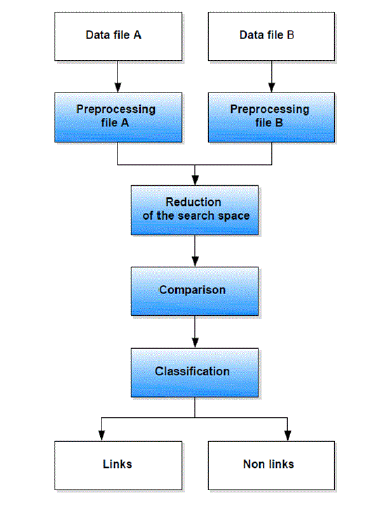 Data file A
Data file B
Preprocessing
file A
Preprocessing
file B
Reduction
of the search space
Comparison
Classification
Links
Non links